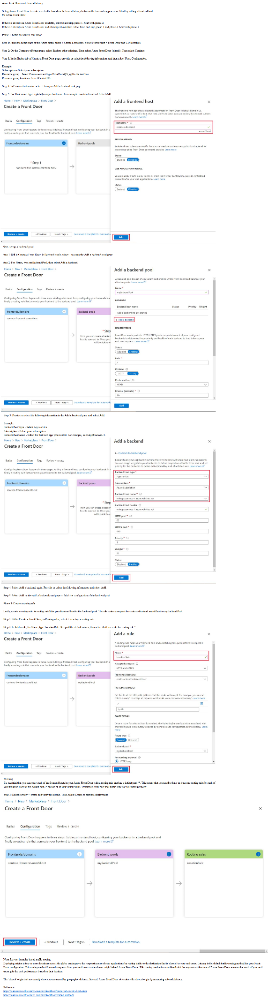 Azure front Door route lowest latency
Set up Azure Front Door to route user traffic based on the lowest latency between the two web app servers. Start by adding a frontend host
for Azure Front Door.
If there is already an Azure Front Door available, select it and skip phase 1. Start with phase 2.
If there is already an Azure Front Door and a backpool available, select them and skip phase 1 and phase 2. Start with phase 3.
Phase 1: Setup an Azure Front Door
Step 1: From the home page or the Azure menu, select + Create a resource. Select Networking > Front Door and CDN profiles.
Step 2: On the Compare offerings page, select Explore other offerings. Then select Azure Front Door (classic). Then select Continue.
Step 3: In the Basics tab of Create a Front Door page, provide or select the following information, and then select Next: Configuration.
Example:
Subscription - Select your subscription.
Resource group - Select Create new and type FrontDoorQS_rg0 in the text box.
Resource group location - Select Central US.
Step 4: In Frontends/domains, select + to open Add a frontend host page.
Step 5: For Host name, type a globally unique hostname. For example, contoso-frontend. Select Add.
Home > New > Marketplace > Front Door >
Create a Front Door
Basics Configuration Tags Review + create
Configuring Front Door happens in three steps: Adding a frontend host, configuring your backends in a
finally a routing rule that connects your frontend to the backend pool. Learn more
Frontends/domains
Backend pools
* Step 1
Get started by adding a frontend host.
Review + create
< Previous
Next : Tags >
Download a template for automatio
Add a frontend host
The frontend host specifies a desired subdomain on Front Door's default domain i.e.
azurefd.net to route traffic from that host via Front Door. You can optionally onboard custom
domains as well. Learn more
Host name *
contoso-frontend
.azurefd.net
SESSION AFFINITY
Enables direct subsequent traffic from a user session to the same application backend for
processing using Front Door generated cookies. Learn more
Status
Enabled Disabled
WEB APPLICATION FIREWALL
You can apply a WAF policy to one or more Front Door frontends to provide centralized
protection for your web applications. Learn more
Status
Enabled Disabled
Add
Next, set up a backend pool
Step 1: Still in Create a Front Door, in Backend pools, select + to open the Add a backend pool page
Step 2: For Name, type myBackendPool, then select Add a backend.
Home > New > Marketplace > Front Door >
Create a Front Door
Basics Configuration Tags Review + create
Configuring Front Door happens in three steps: Adding a frontend host, configuring your backends in a
finally a routing rule that connects your frontend to the backend pool. Learn more
Frontends/domains
contoso-frontend.azurefd.net
Backend pools
* Step
Now you can create a backen
host to connect to. Once you
will be able to c
Review + create
< Previous
Next : Tags >
Download a template for automatio
Add a backend pool
A backend pool is a set of equivalent backends to which Front Door load balances your
client requests. Learn more
Name *
myBackendPool
BACKENDS
Backend host name Status Priority Weight
Add a backend to get started
+ Add a backend
HEALTH PROBES
Front Door sends periodic HTTP/HTTPS probe requests to each of your configured
backends to determine the proximity and health of each backend to load balance your
end user requests. Learn more
Status
Disabled Enabled
Path *
/
Protocol
HTTP HTTPS
Probe method
HEAD
Interval (seconds) *
30
Add
Step 3: Provide or select the following information in the Add a backend pane and select Add.
Example:
Backend host type - Select App service
Subscription - Select your subscription.
Backend host name - Select the first web app you created. For example, WebAppContoso-1.
Home > New > Marketplace > Front Door >
Create a Front Door
Basics Configuration Tags Review + create
Configuring Front Door happens in three steps: Adding a frontend host, configuring your backends in a
finally a routing rule that connects your frontend to the backend pool. Learn more
Frontends/domains
contoso-frontend.azurefd.net
Backend pools
* Step
Now you can create a backen
host to connect to. Once you
will be able to c
Review + create
< Previous
Next : Tags >
Download a template for automatio
Add a backend
← Go back to backend pool
Backends are your application servers where Front Door will route your client requests to.
You can assign weights to your backends to define proportion of traffic to be sent and set
priority for the backends to define active/stand-by kind of architectures. Learn more
Backend host type *
App service
Subscription *
Azure Subcription
Backend host name *
webappcontoso-1.azurewebsites.net
Backend host header
webappcontoso-1.azurewebsites.net
HTTP port *
80
HTTPS port *
443
Priority *
1
Weight *
50
Status
Disabled Enabled
Add
Step 4: Select Add a backend again. Provide or select the following information and select Add.
Step 5: Select Add on the Add a backend pool page to finish the configuration of the backend pool
Phase 3: Create a routing rule
Lastly, create a routing rule. A routing rule links your frontend host to the backend pool. The rule routes a request for contoso-frontend.azurefd.net to myBackendPool.
Step 1: Still in Create a Front Door, in Routing rules, select + to set up a routing rule.
Step 2: In Add a rule, for Name, type LocationRule. Keep all the default values, then select Add to create the routing rule."
Home > New > Marketplace > Front Door >
Create a Front Door
Basics Configuration Tags Review + create
Configuring Front Door happens in three steps: Adding a frontend host, configuring your backends in a
finally a routing rule that connects your frontend to the backend pool. Learn more
Frontends/domains
contoso-frontend.azurefd.net
Backend pools
myBackendPool
Review + create
< Previous
Next : Tags >
Download a template for automatio
Add a rule
A routing rule maps your frontend host and a matching URL path pattern to a specific
backend pool. Learn more
Name *
LocationRule
Accepted protocol
HTTP and HTTPS
Frontends/domains
contoso-frontend.azurefd.net
PATTERNS TO MATCH
Set this to all the URL path patterns that this route will accept. For example, you can set
this to /users/* to accept all requests on the URL www.contoso.com/users/*. Learn more
/*
/path
ROUTE DETAILS
Once a route for a Front Door is matched, the Rules Engine configuration associated with
this routing rule is executed, followed by general route configuration defined below. Learn
more
Route type
Forward Redirect
Backend pool *
myBackendPool
Forwarding protocol
HTTPS only
Add
Warning
It's essential that you associate each of the frontend hosts in your Azure Front Door with a routing rule that has a default path /*. This means that you need to have at least one routing rule for each of
your frontend hosts at the default path /* among all of your routing rules. Otherwise, your end-user traffic may not be routed properly.
Step 3: Select Review + create and verify the details. Then, select Create to start the deployment.
Home > New > Marketplace > Front Door >
Create a Front Door
Basics Configuration Tags Review + create
Configuring Front Door happens in three steps: Adding a frontend host, configuring your backends in a backend pool and
finally a routing rule that connects your frontend to the backend pool. Learn more
Frontends/domains
contoso-frontend.azurefd.net
Backend pools
myBackendPool
Routing rules
LocationRule
Review + create
< Previous
Next : Tags >
Download a template for automation
Note: Lowest latencies based traffic-routing
Deploying origins in two or more locations across the globe can improve the responsiveness of your applications by routing traffic to the destination that is 'closest' to your end users. Latency is the default traffic-routing method for your Front
Door configuration. This routing method forwards requests from your end users to the closest origin behind Azure Front Door. This routing mechanism combined with the anycast architecture of Azure Front Door ensures that each of your end
users gets the best performance based on their location.
The 'closest' origin isn't necessarily closest as measured by geographic distance. Instead, Azure Front Door determines the closest origin by measuring network latency.
Reference:
https://learn.microsoft.com/en-us/azure/frontdoor/quickstart-create-front-door
https://learn.microsoft.com/en-us/azure/frontdoor/routing-methods